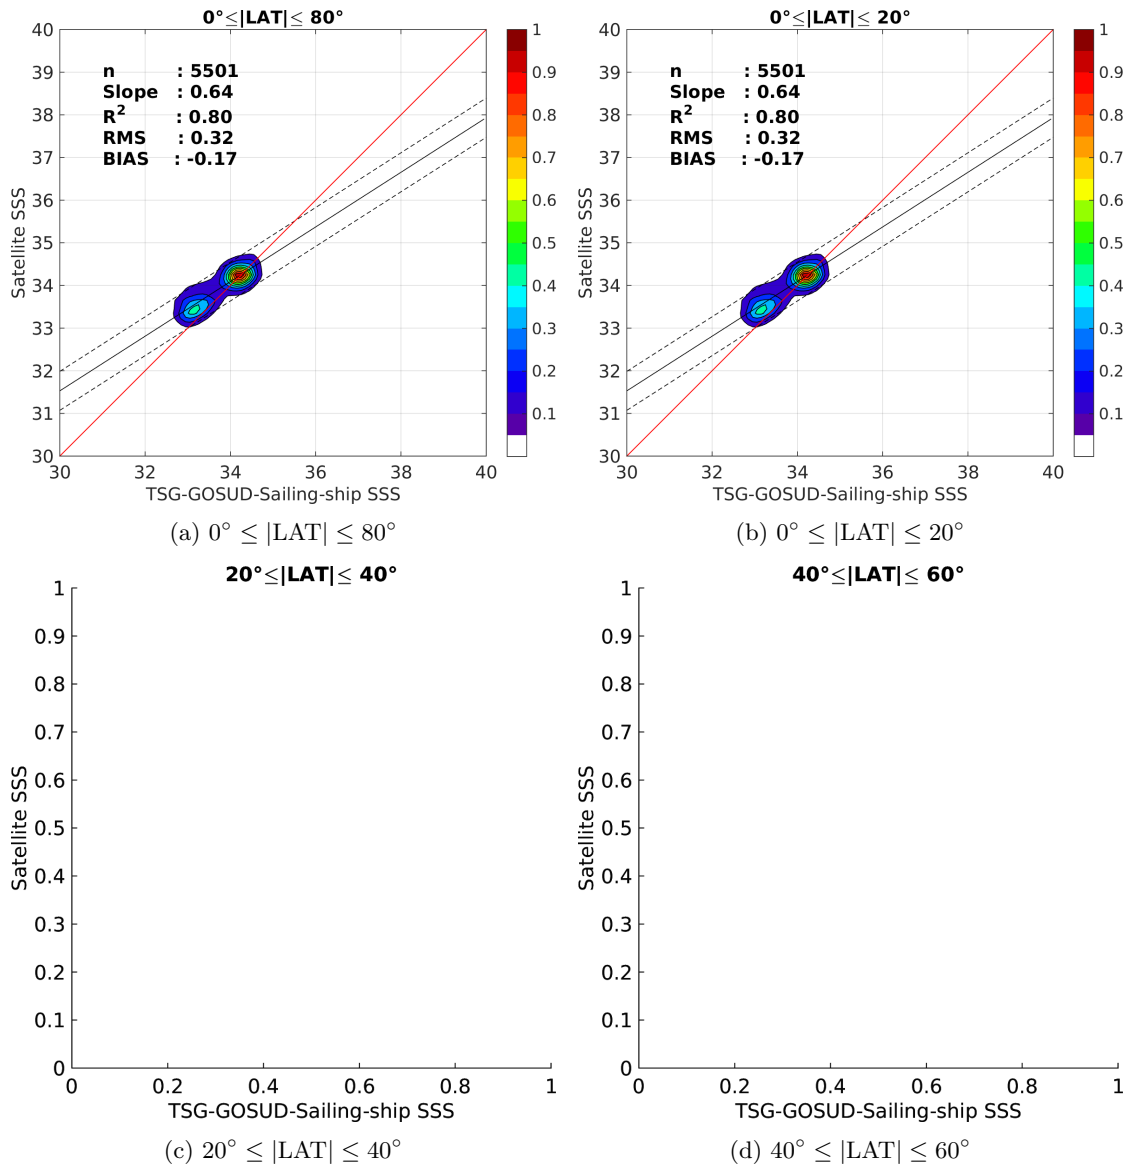 0°≤|LAT|≤ 80°
40
39
38
37
36
35
34
33
32
31
30
30 32 34 36 38 40
Satellite SSS
TSG-GOSUD-Sailing-ship SSS
n : 5501
Slope : 0.64
R2 : 0.80
RMS : 0.32
BIAS : -0.17
1
0.9
0.8
0.7
0.6
0.5
0.4
0.3
0.2
0.1
(a) 0° ≤ |LAT| ≤ 80°
0°≤|LAT|≤ 20°
40
39
38
37
36
35
34
33
32
31
30
30 32 34 36 38 40
Satellite SSS
TSG-GOSUD-Sailing-ship SSS
n : 5501
Slope : 0.64
R2 : 0.80
RMS : 0.32
BIAS : -0.17
1
0.9
0.8
0.7
0.6
0.5
0.4
0.3
0.2
0.1
(b) 0° ≤ |LAT| ≤ 20°
20°≤|LAT|≤ 40°
1
0.9
0.8
0.7
0.6
0.5
0.4
0.3
0.2
0.1
0
0 0.2 0.4 0.6 0.8 1
Satellite SSS
TSG-GOSUD-Sailing-ship SSS
(c) 20° ≤ |LAT| ≤ 40°
40°≤|LAT|≤ 60°
1
0.9
0.8
0.7
0.6
0.5
0.4
0.3
0.2
0.1
0
0 0.2 0.4 0.6 0.8 1
Satellite SSS
TSG-GOSUD-Sailing-ship SSS
(d) 40° ≤ |LAT| ≤ 60°